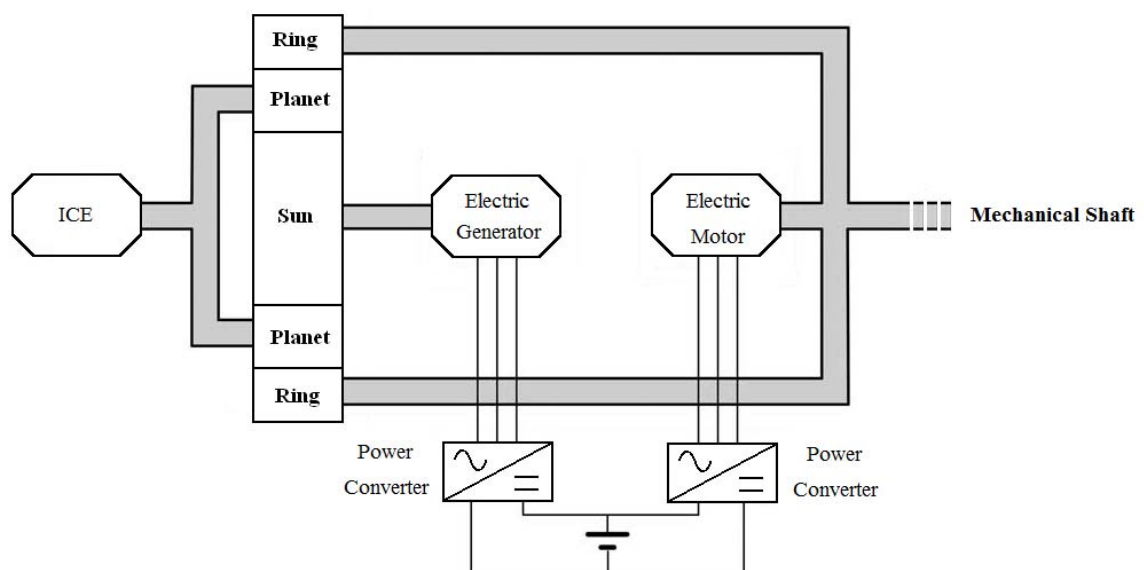 Ring
Planet
ICE
Sun
Electric
Generator
Electric
Motor
Mechanical Shaft
Planet
Ring
Power
Converter
Power
Converter